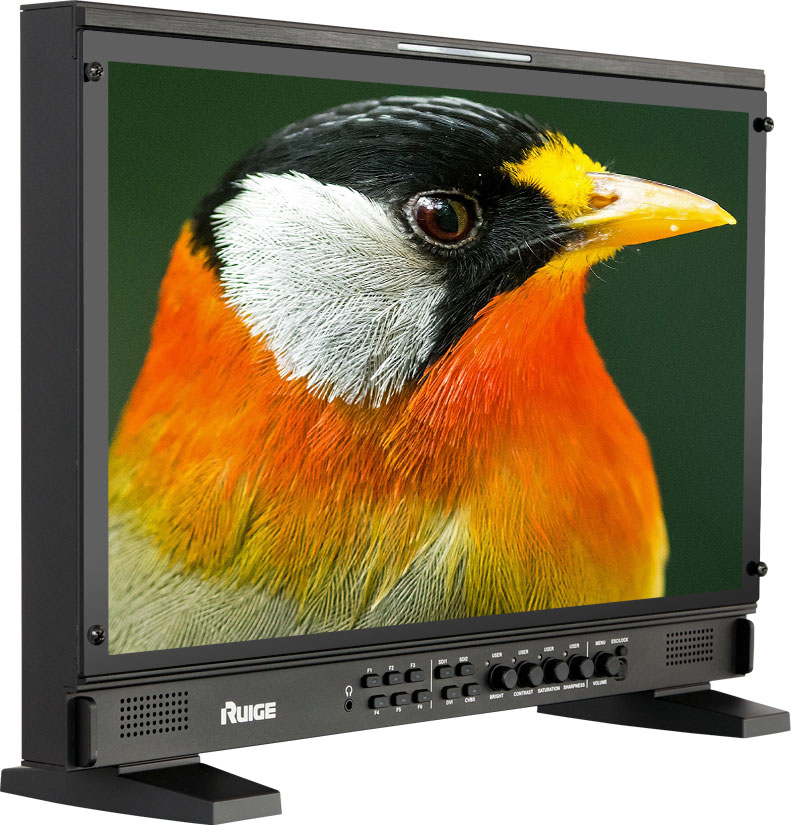 F1 F2 F3 SDI1 SDI2 USER USER USER USER MENU ESC/LOCK
RUIGE
F4 F5 F6 DVI CVBS BRIGHT CONTRAST SATURATION SHARPNESS VOLUME